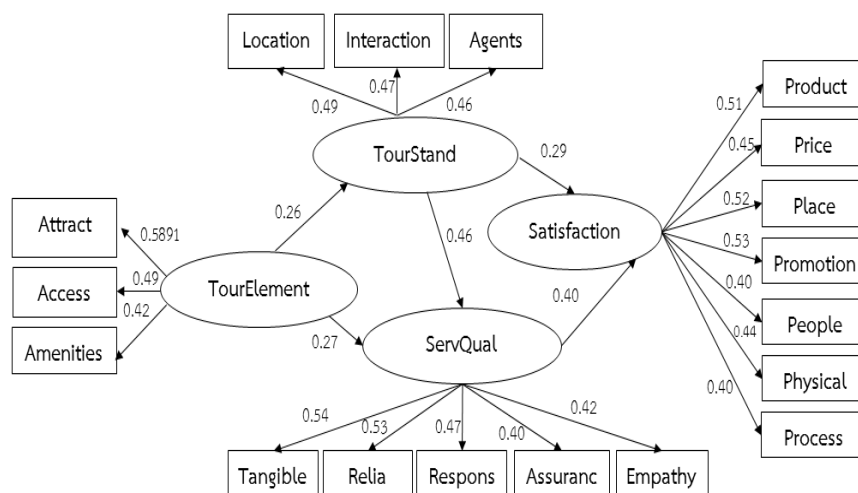 Location
Interaction
Agents
0.49
0.47
0.46
TourStand
0.29
Product
0.51
Price
0.45
Place
0.52
Promotion
0.53
People
0.40
Physical
0.44
Process
0.40
Satisfaction
Attract
0.5891
Access
0.49
Amenities
0.42
TourElement
0.26
0.46
0.27
0.40
ServQual
0.54
0.53
0.47
0.40
0.42
Tangible
Relia
Respons
Assuranc
Empathy